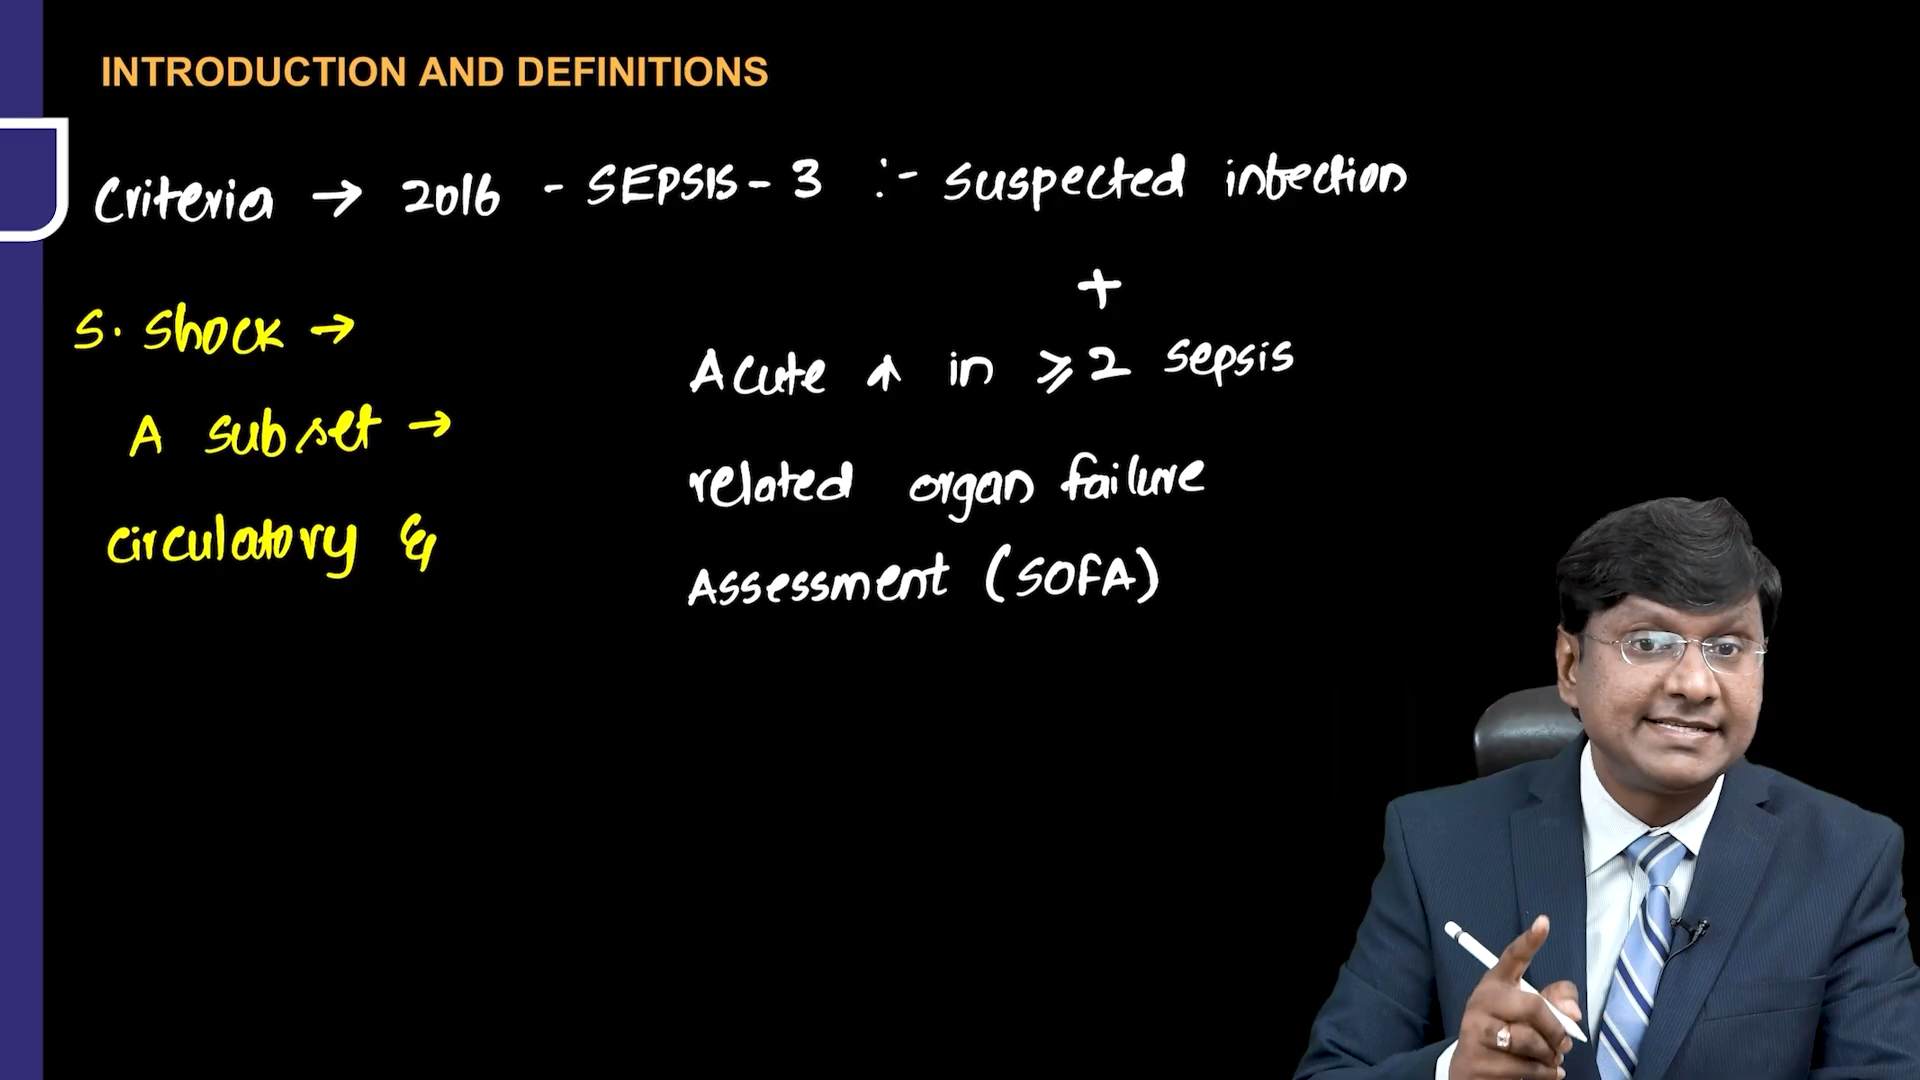 INTRODUCTION AND DEFINITIONS
Criteria → 2016 - SEPSIS - 3 :- suspected infection
+
Acute ↑ in ≥ 2 sepsis
related organ failure
Assessment (SOFA)
S. Shock →
A subset →
circulatory &